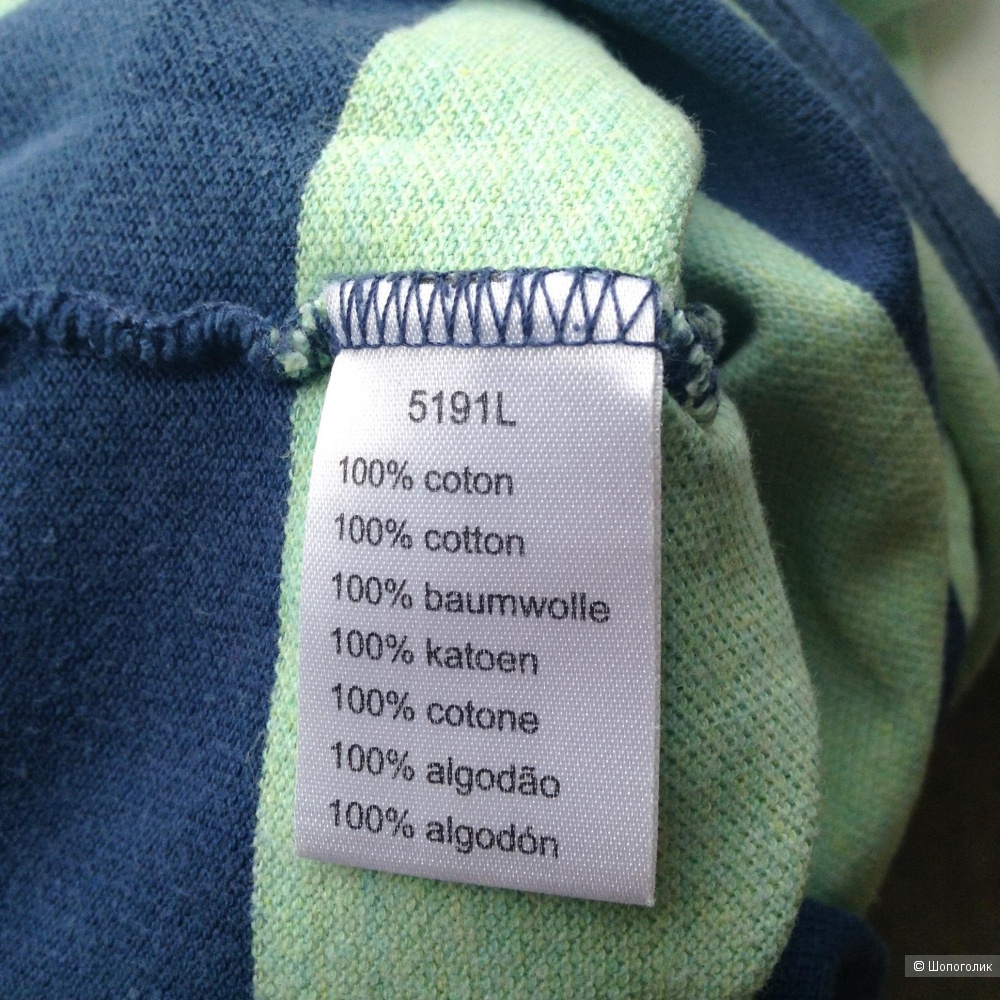 5191L
100% coton
100% cotton
100% baumwolle
100% katoen
100% cotone
100% algodão
100% algodón
© Шопоголик